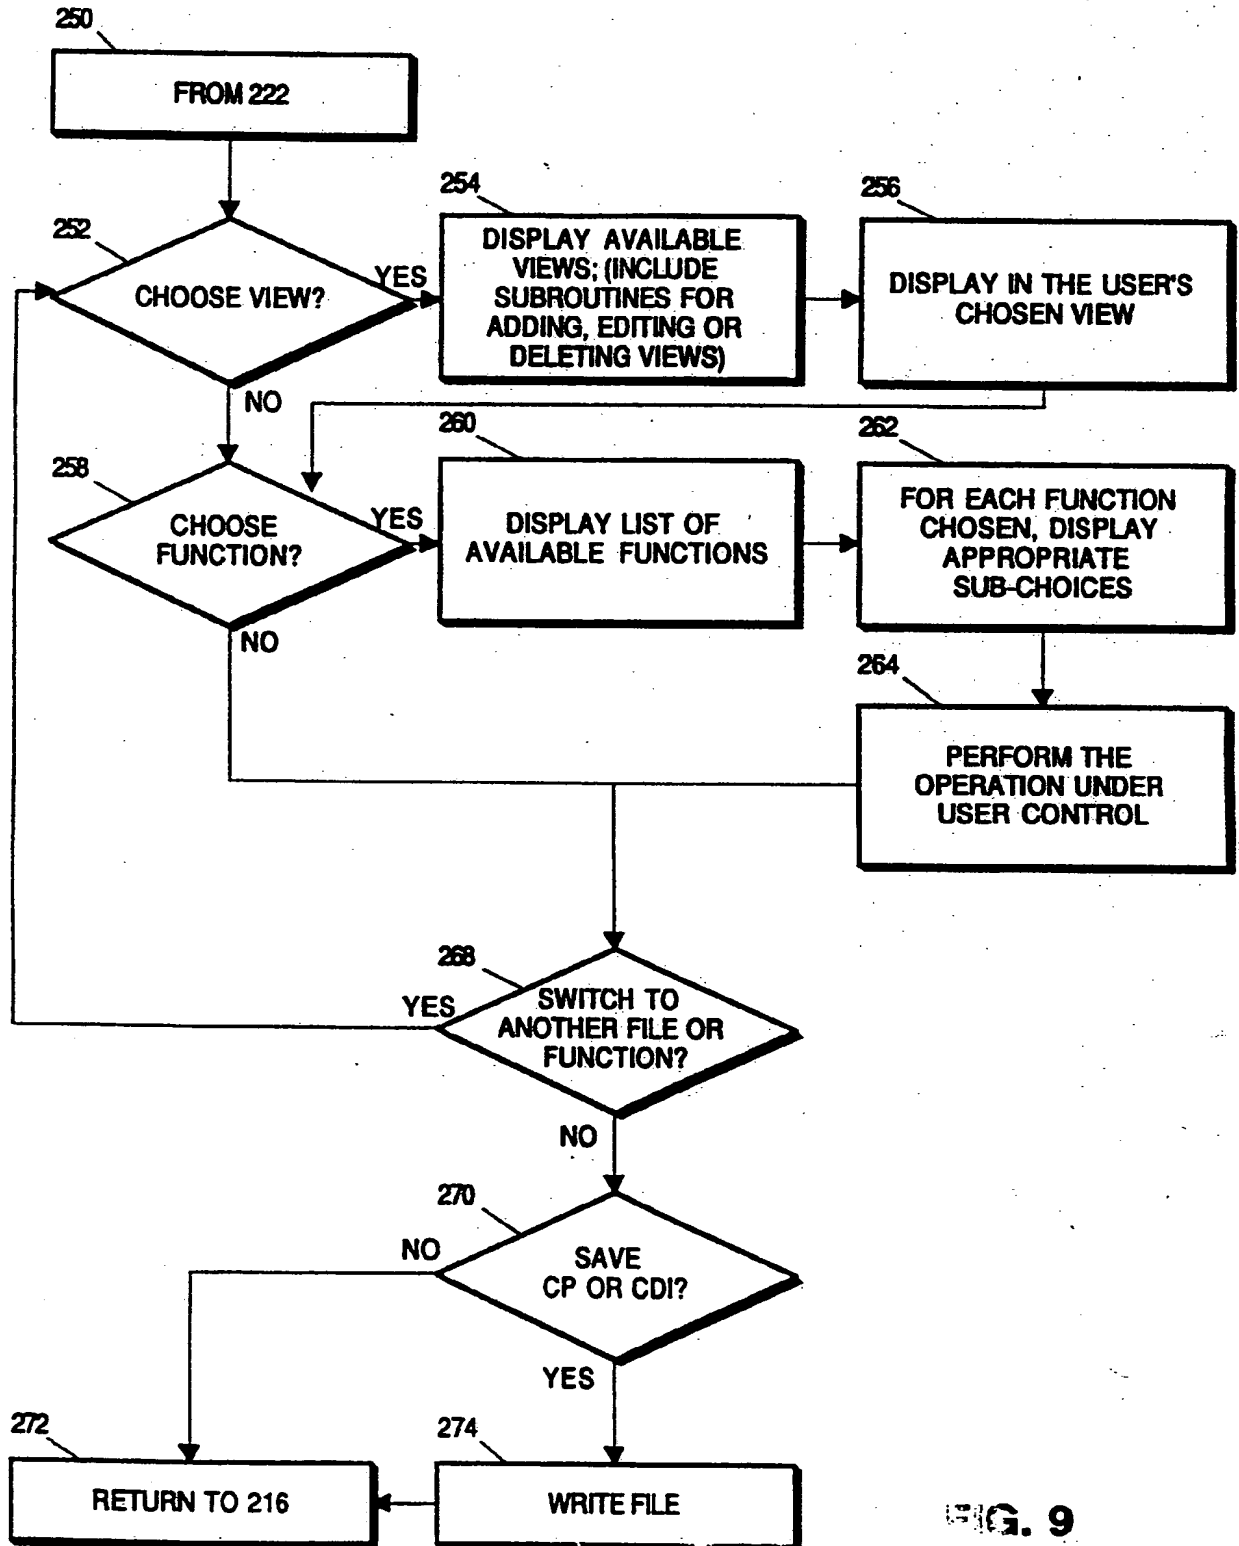 250
FROM 222
252
CHOOSE VIEW?
YES
NO
254
DISPLAY AVAILABLE
VIEWS; (INCLUDE
SUBROUTINES FOR
ADDING, EDITING OR
DELETING VIEWS)
256
DISPLAY IN THE USER'S
CHOSEN VIEW
258
CHOOSE
FUNCTION?
YES
NO
260
DISPLAY LIST OF
AVAILABLE FUNCTIONS
262
FOR EACH FUNCTION
CHOSEN, DISPLAY
APPROPRIATE
SUB-CHOICES
264
PERFORM THE
OPERATION UNDER
USER CONTROL
268
YES
SWITCH TO
ANOTHER FILE OR
FUNCTION?
NO
270
NO
SAVE
CP OR CDI?
YES
272
RETURN TO 216
274
WRITE FILE
FIG. 9